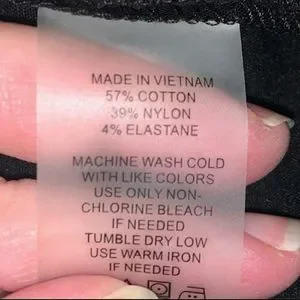 MADE IN VIETNAM
57% COTTON
39% NYLON
4% ELASTANE
MACHINE WASH COLD
WITH LIKE COLORS
USE ONLY NON-
CHLORINE BLEACH
IF NEEDED
TUMBLE DRY LOW
USE WARM IRON
IF NEEDED